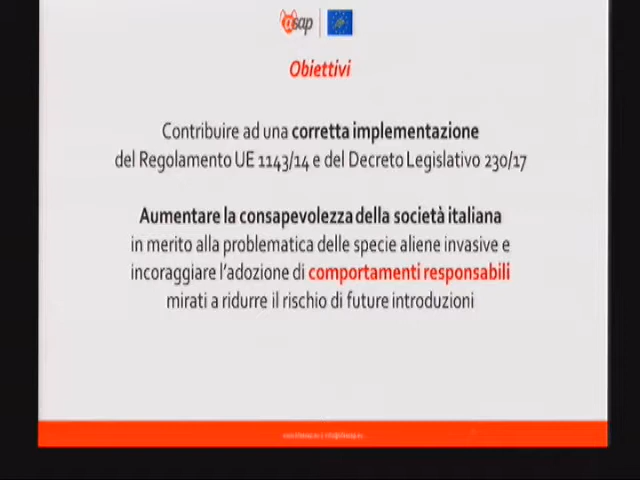 asap
Obiettivi
Contribuire ad una corretta implementazione
del Regolamento UE 1143/14 e del Decreto Legislativo 230/17
Aumentare la consapevolezza della società italiana
in merito alla problematica delle specie aliene invasive e
incoraggiare l'adozione di comportamenti responsabili
mirati a ridurre il rischio di future introduzioni